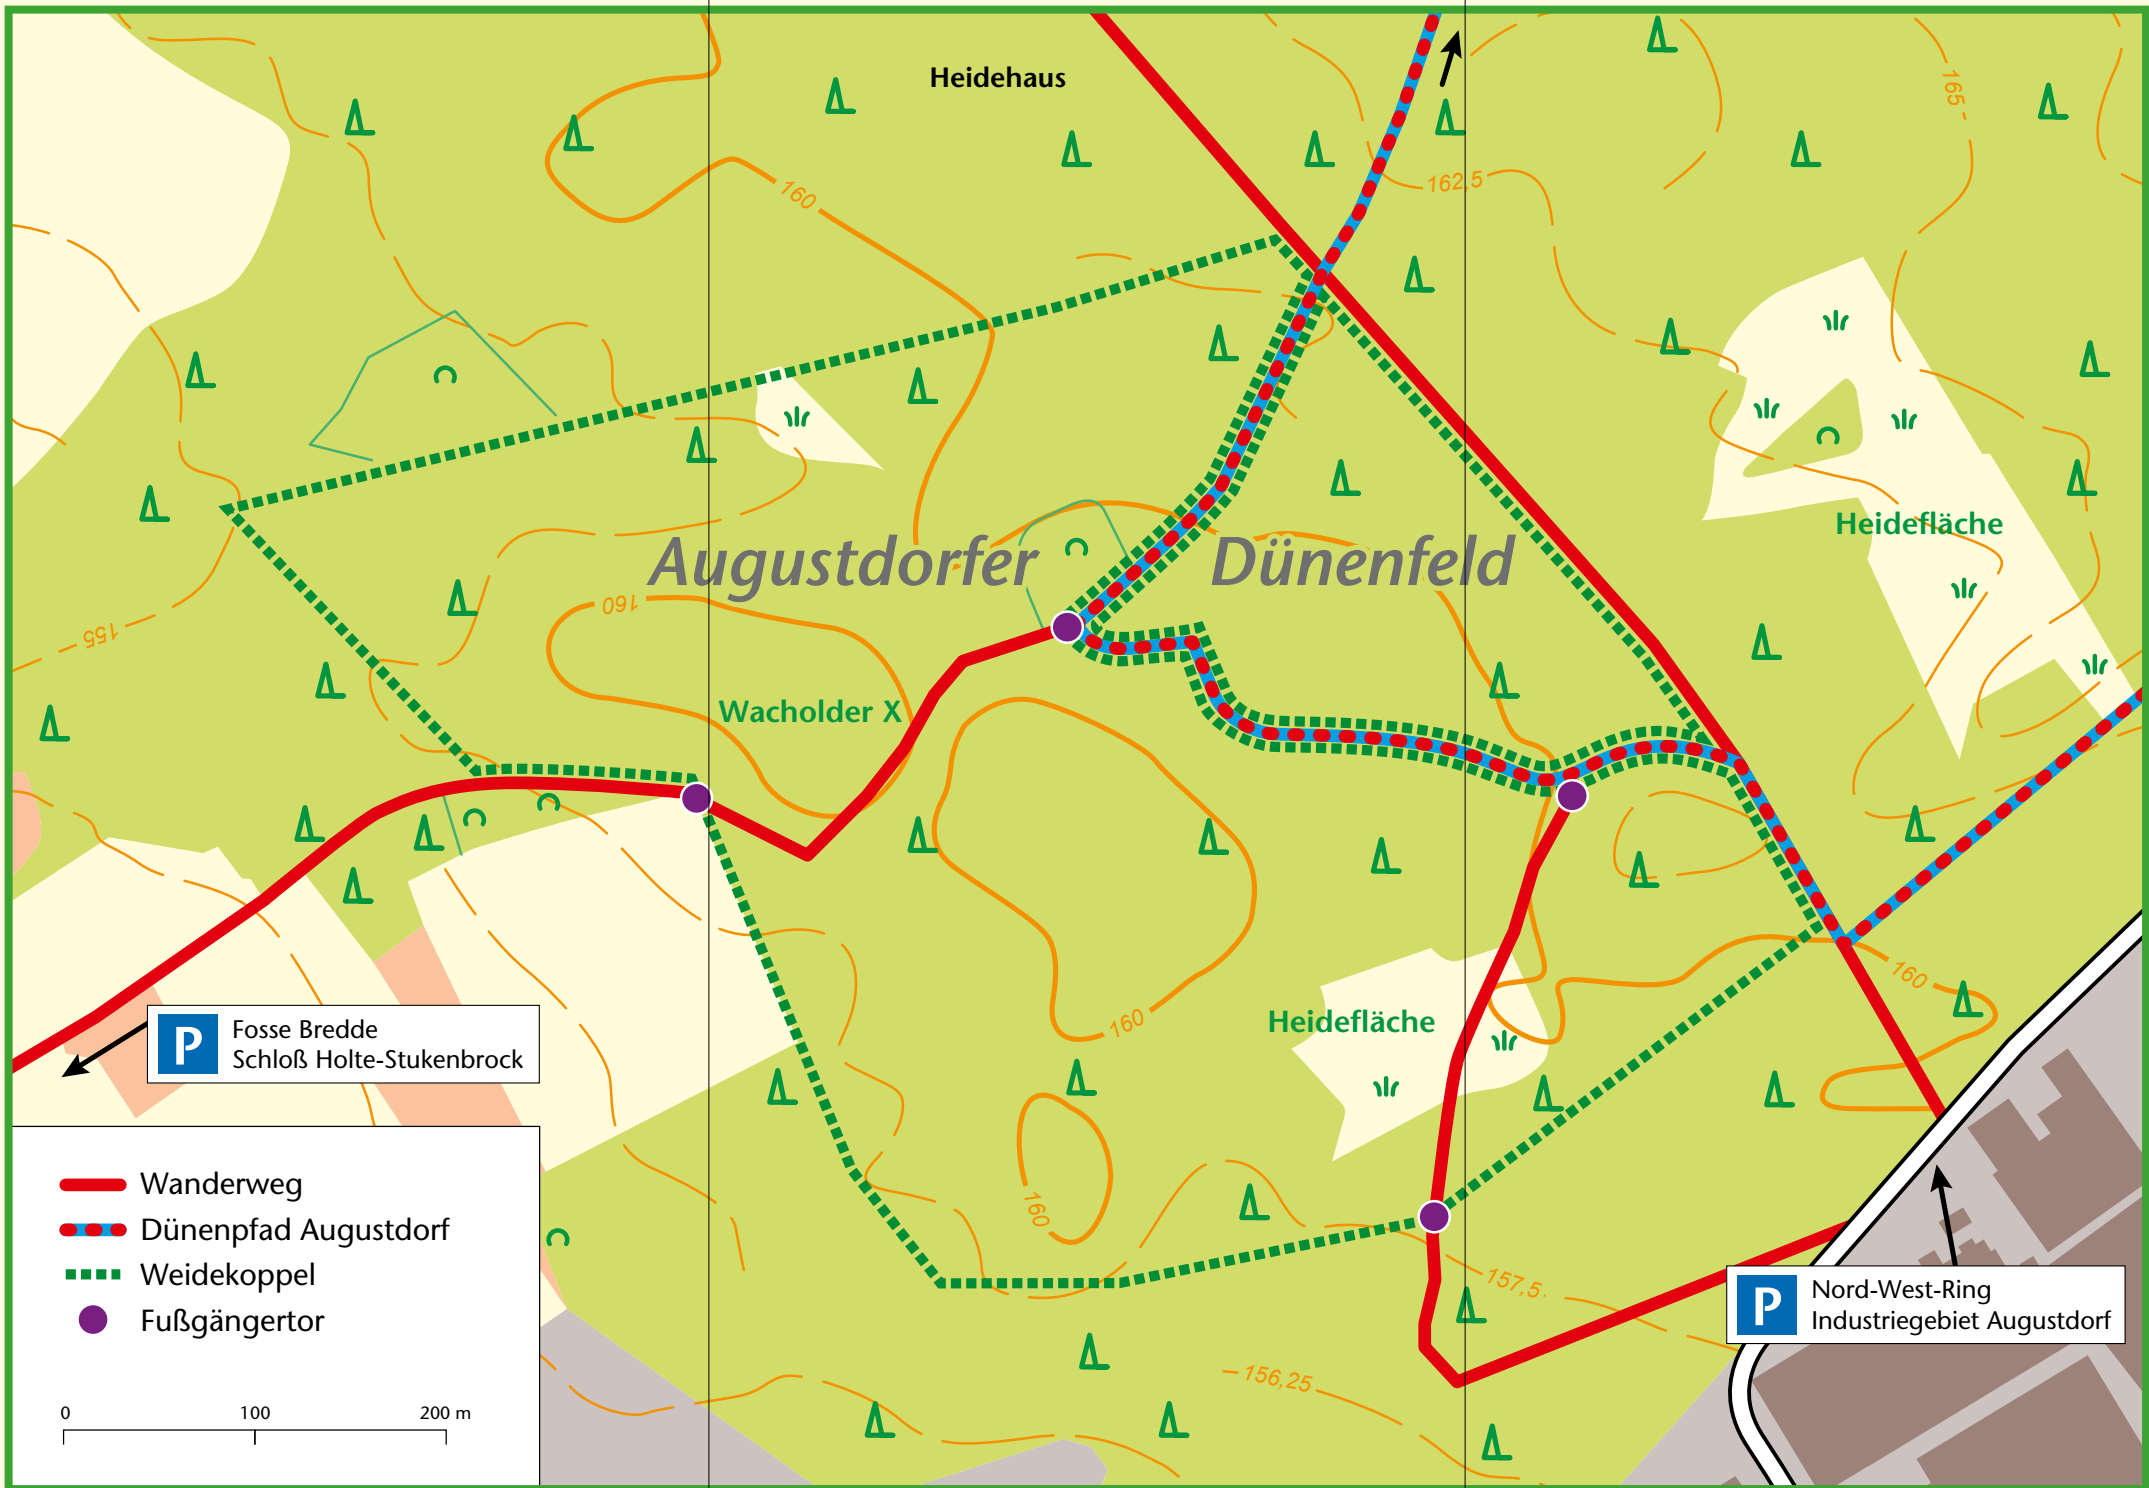 Heidehaus
165
162,5
160
Heidefläche
Augustdorfer Dünenfeld
160
155
Wacholder X
160
Heidefläche
160
P Fosse Bredde
Schloß Holte-Stukenbrock
160
157,5
156,25
P Nord-West-Ring
Industriegebiet Augustdorf
Wanderweg
Dünenpfad Augustdorf
Weidekoppel
Fußgängertor
0 100 200 m